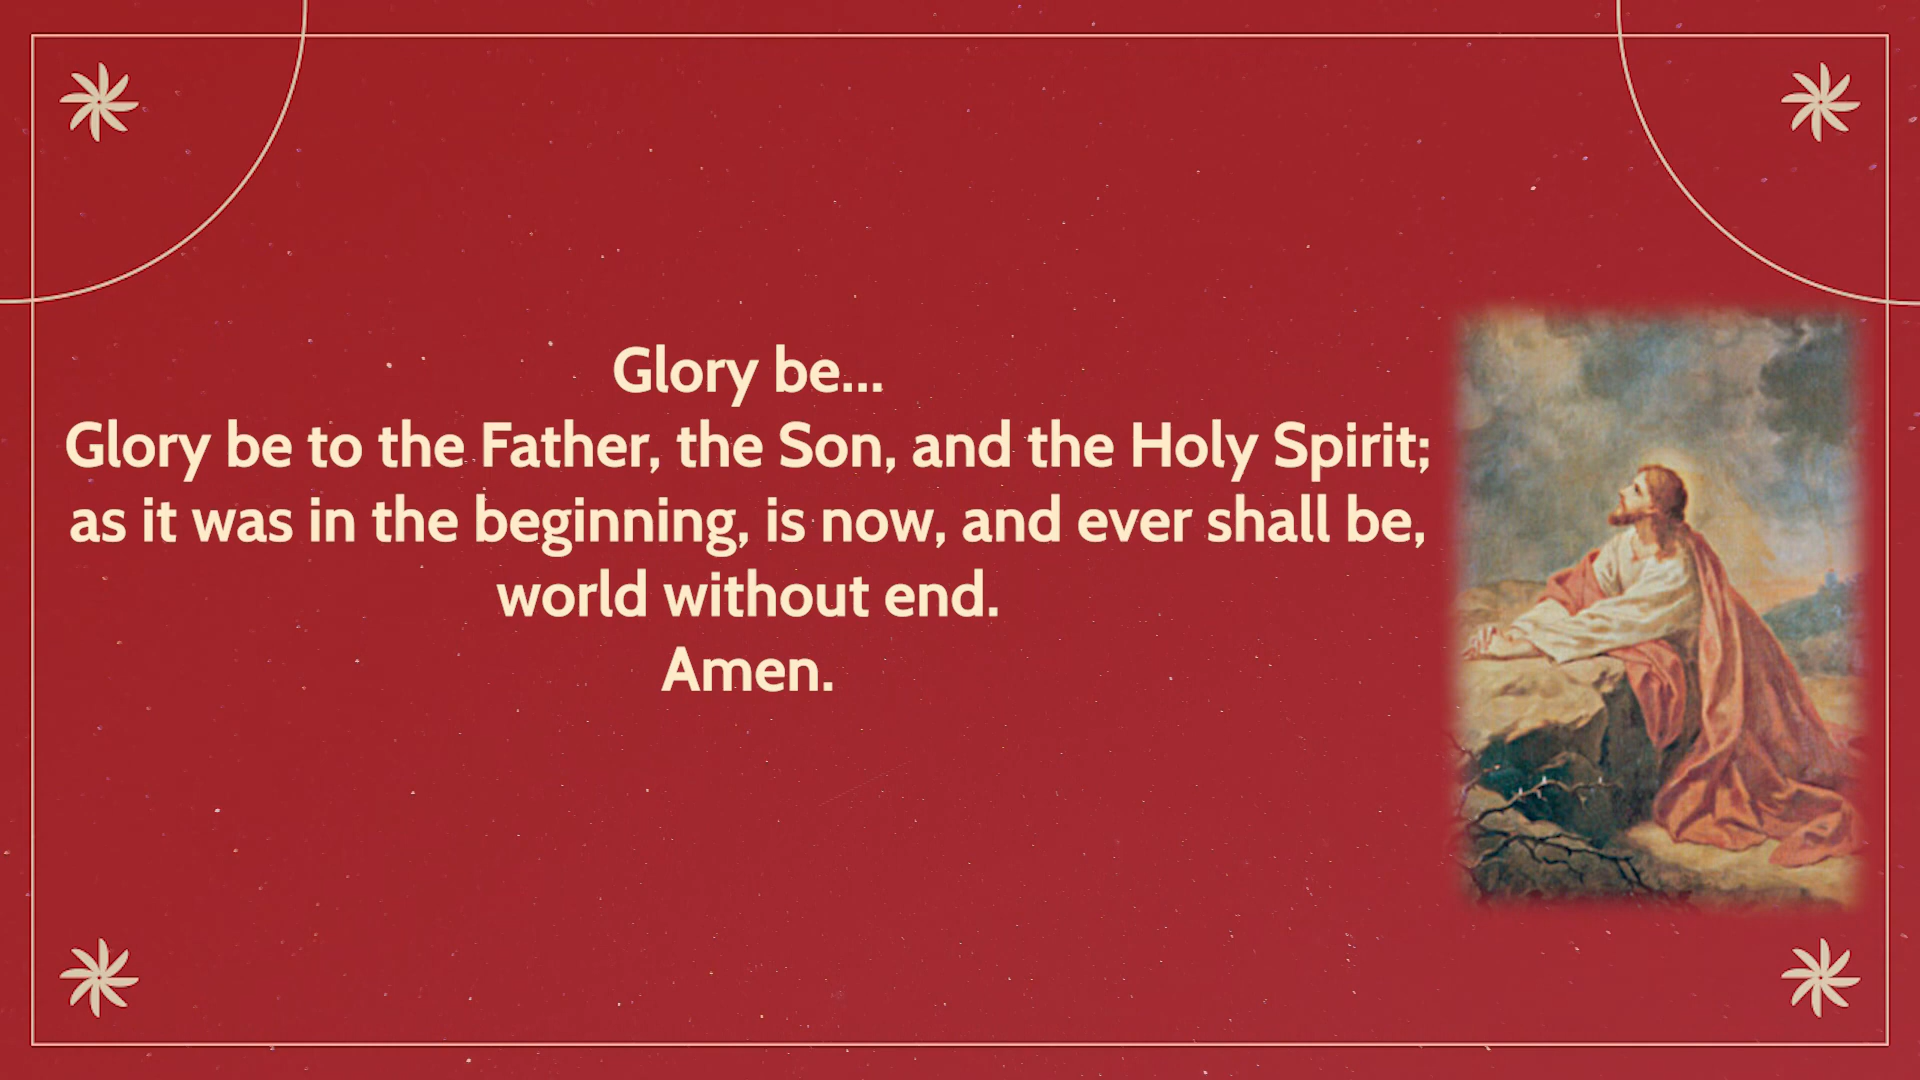 Glory be...
Glory be to the Father, the Son, and the Holy Spirit;
as it was in the beginning, is now, and ever shall be,
world without end.
Amen.